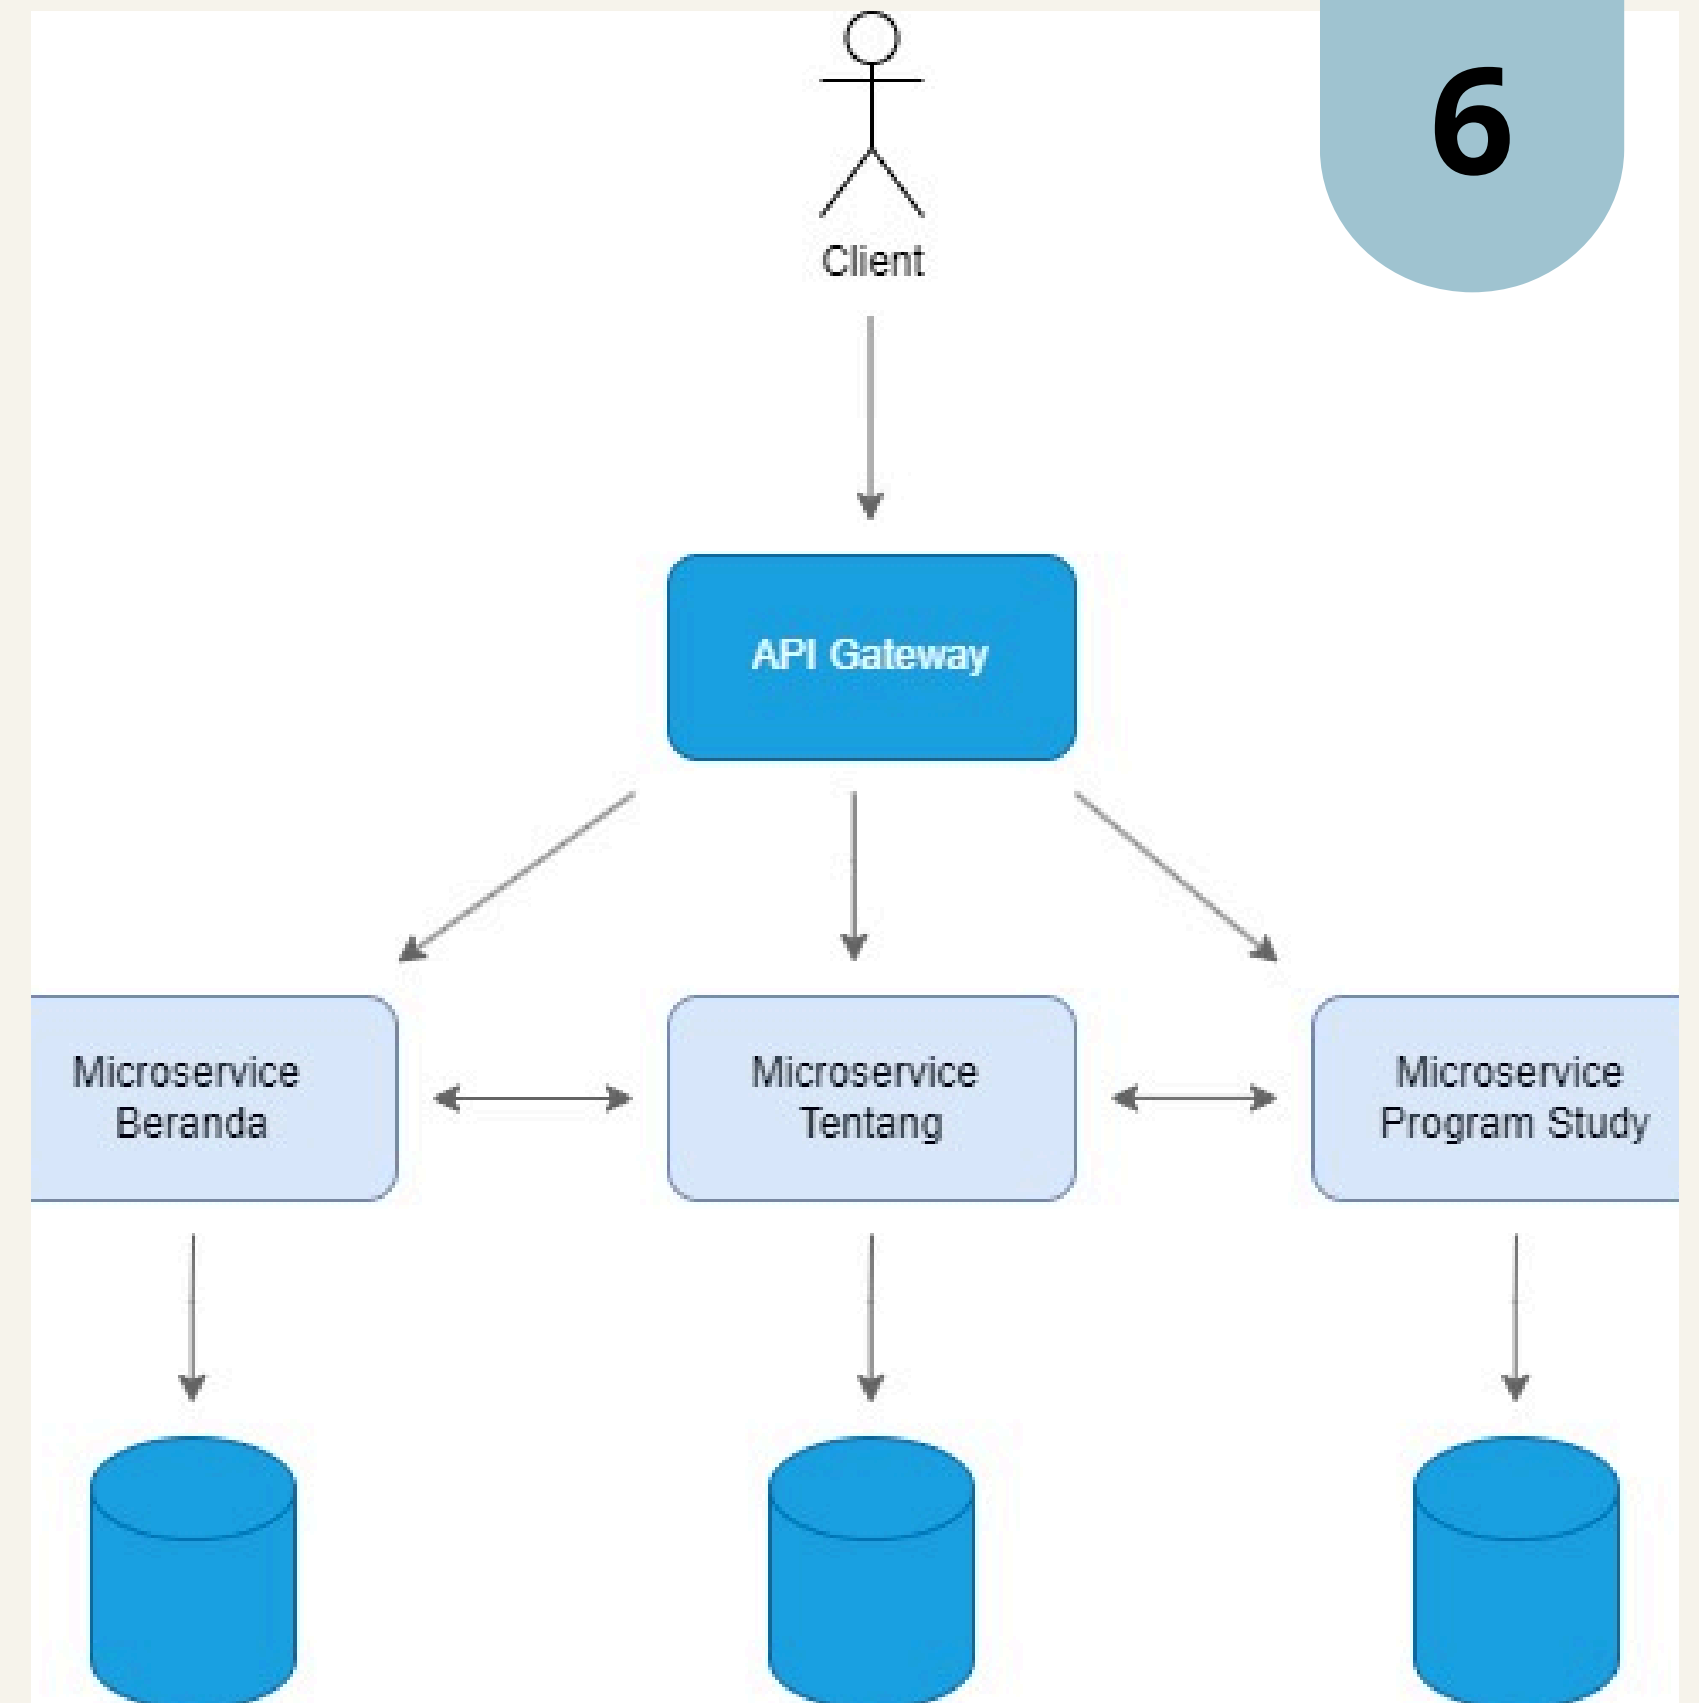 6
Client
API Gateway
Microservice
Beranda
Microservice
Tentang
Microservice
Program Study